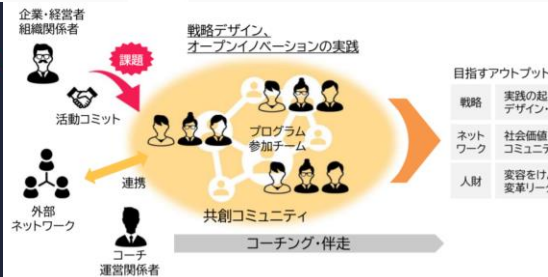 企業・経営者
組織関係者
課題
活動コミット
連携
外部
ネットワーク
コーチ
運営関係者
戦略デザイン、
オープンイノベーションの実践
プログラム
参加チーム
共創コミュニティ
コーチング・伴走
目指すアウトプット
戦略
実践の起
デザイン・
ネット
ワーク
社会価値
コミュニテ
人財
変容をけ
変革リー